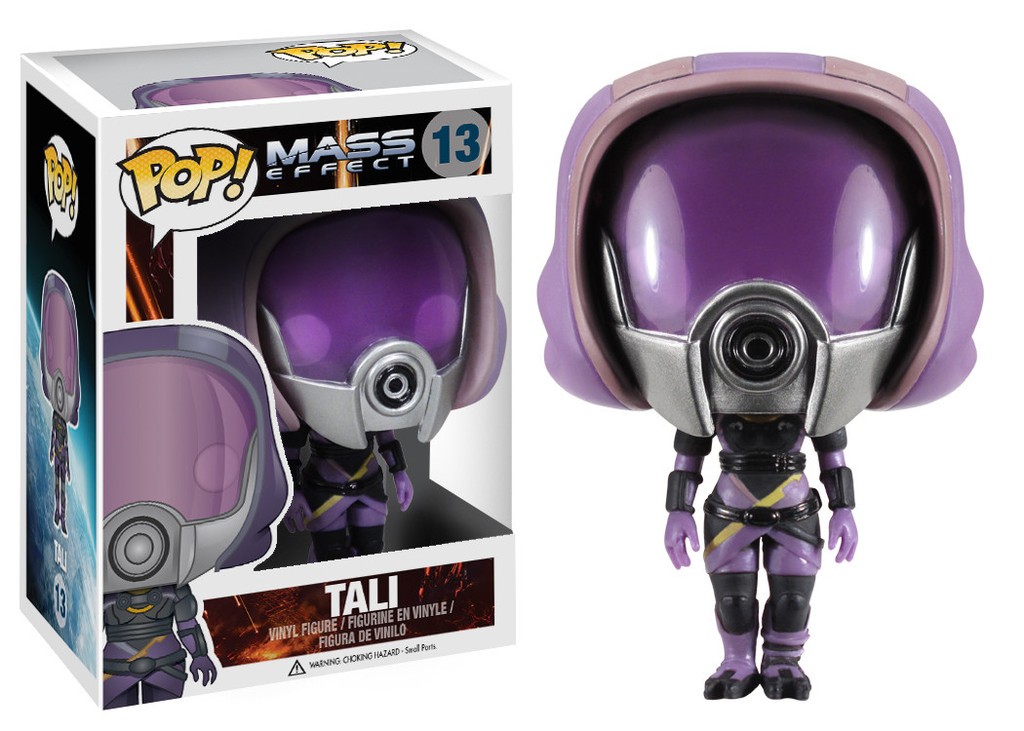 POP!
POP!
MASS
EFFECT
13
POP!
TALI
13
TALI
VINYL FIGURE / FIGURINE EN VINYLE /
FIGURA DE VINILO
WARNING: CHOKING HAZARD - Small Parts.